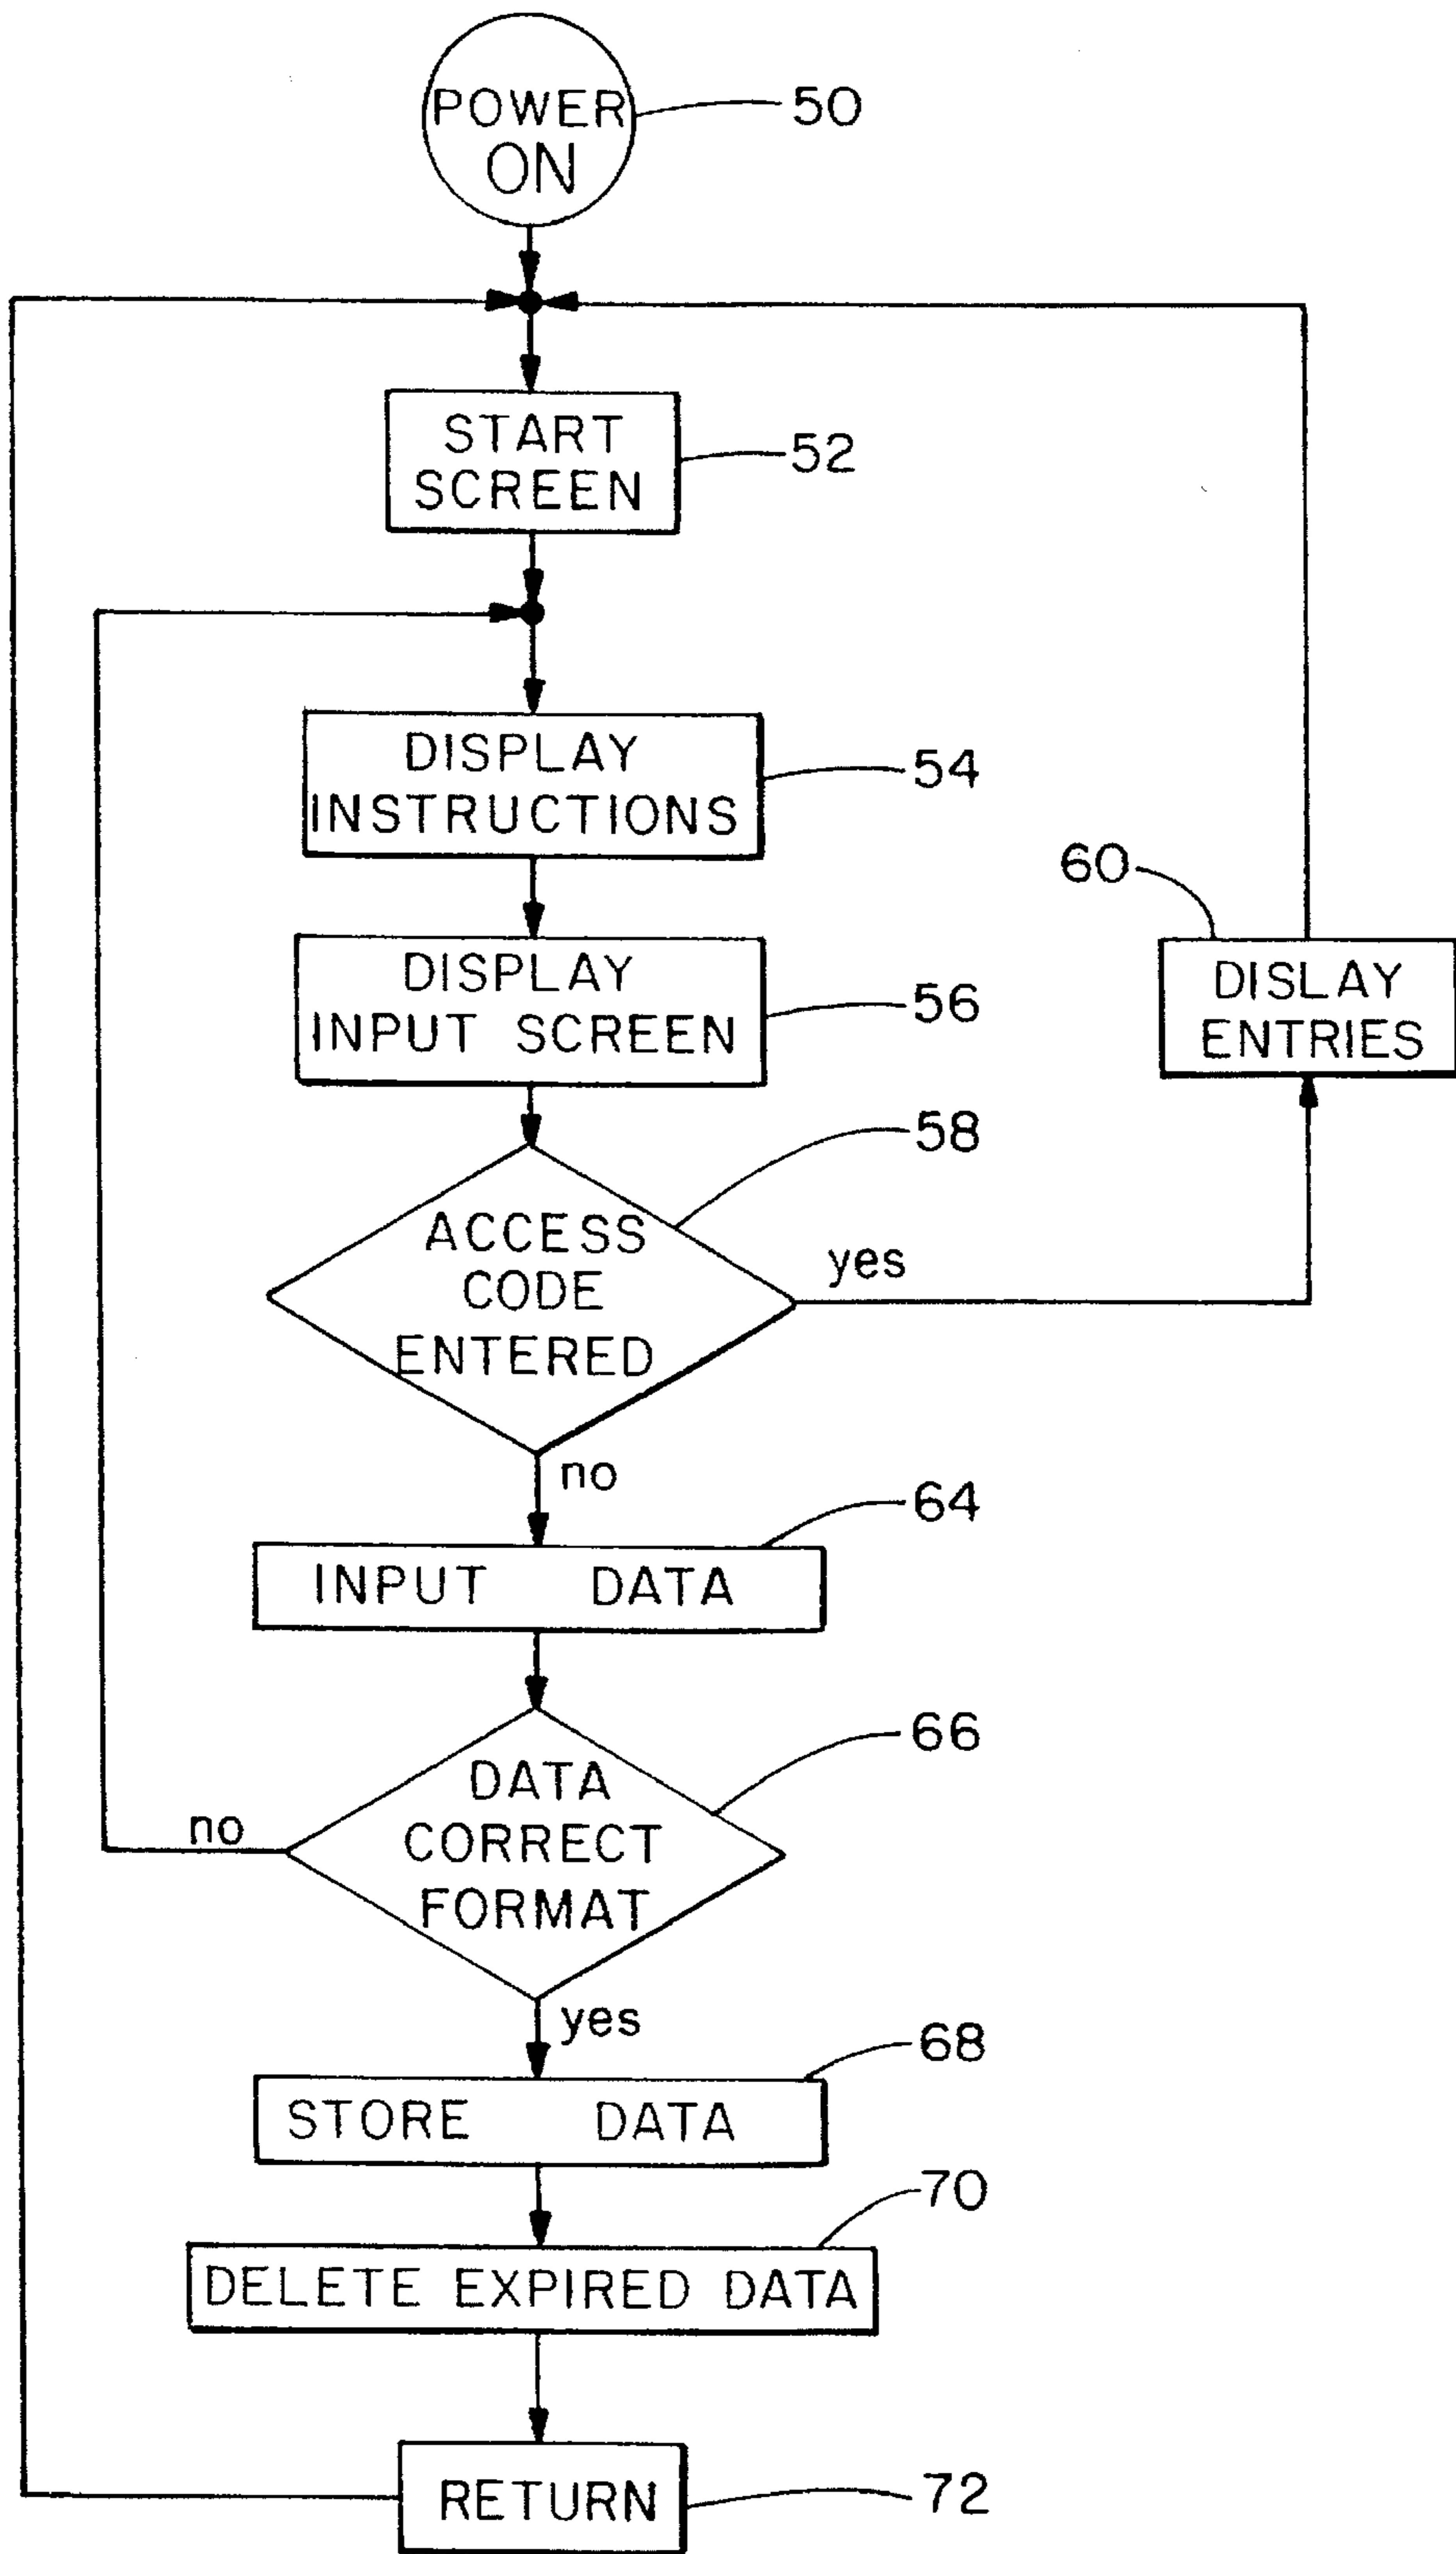 POWER
ON
50
START
SCREEN
52
DISPLAY
INSTRUCTIONS
54
60
DISPLAY
INPUT SCREEN
56
DISLAY
ENTRIES
58
ACCESS
CODE
ENTERED
yes
no
64
INPUT DATA
66
DATA
CORRECT
FORMAT
no
yes
68
STORE DATA
70
DELETE EXPIRED DATA
RETURN
72